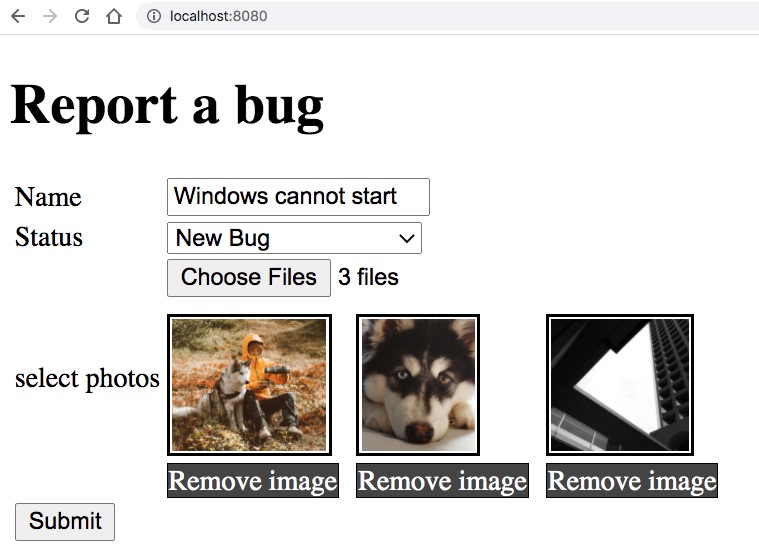 localhost:8080
Report a bug
Name Windows cannot start
Status New Bug
Choose Files 3 files
select photos
Remove image Remove image Remove image
Submit